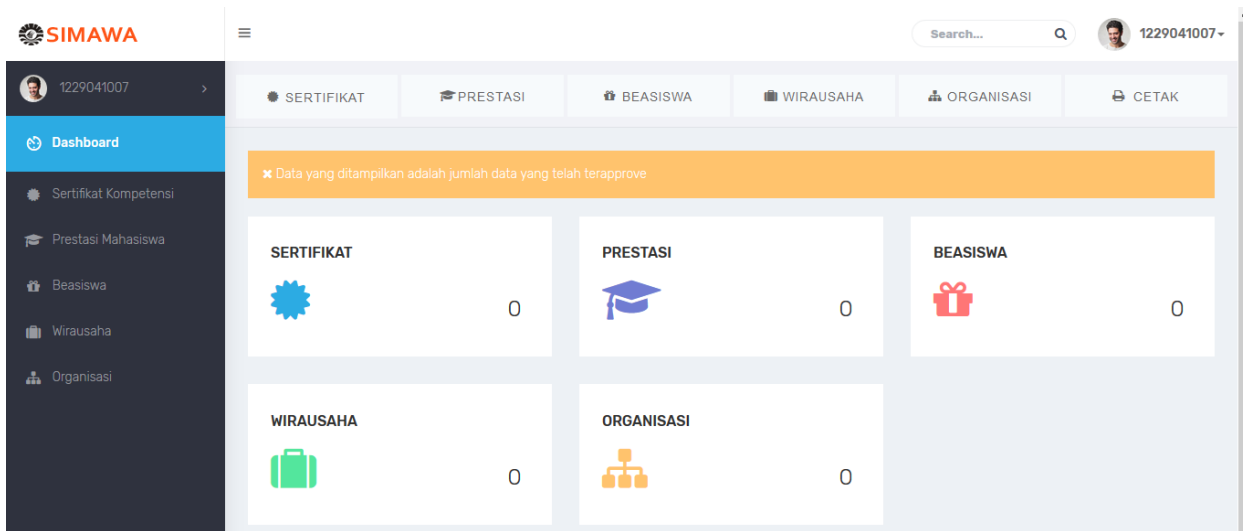 SIMAWA
Search...
1229041007
1229041007
SERTIFIKAT
PRESTASI
BEASISWA
WIRAUSAHA
ORGANISASI
CETAK
Dashboard
Sertifikat Kompetensi
Prestasi Mahasiswa
Beasiswa
Wirausaha
Organisasi
Data yang ditampilkan adalah jumlah data yang telah terapprove
SERTIFIKAT
0
PRESTASI
0
BEASISWA
0
WIRAUSAHA
0
ORGANISASI
0